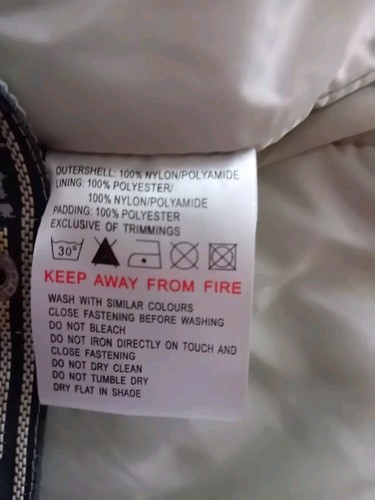 OUTERSHELL: 100% NYLON/POLYAMIDE
LINING: 100% POLYESTER/
100% NYLON/POLYAMIDE
PADDING: 100% POLYESTER
EXCLUSIVE OF TRIMMINGS
30°
KEEP AWAY FROM FIRE
WASH WITH SIMILAR COLOURS
CLOSE FASTENING BEFORE WASHING
DO NOT BLEACH
DO NOT IRON DIRECTLY ON TOUCH AND
CLOSE FASTENING
DO NOT DRY CLEAN
DO NOT TUMBLE DRY
DRY FLAT IN SHADE